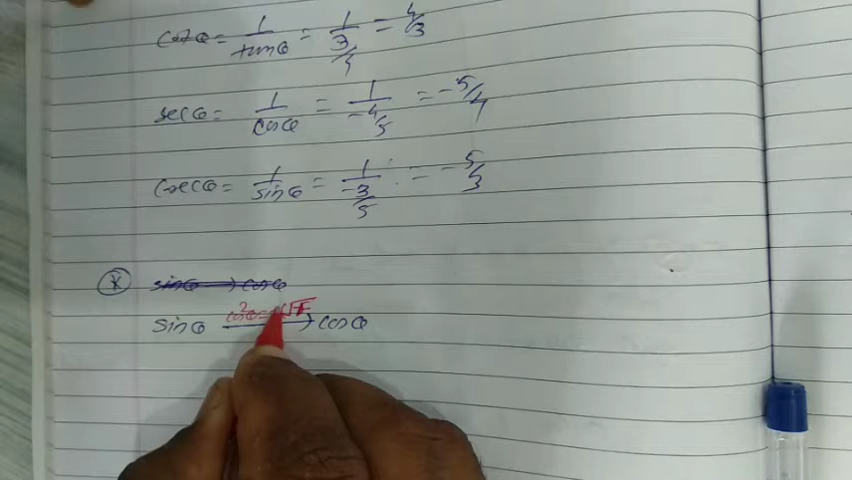 cotθ = 1/tanθ = 1/(3/4) = 4/3
secθ = 1/cosθ = 1/(-4/5) = -5/4
cosecθ = 1/sinθ = 1/(-3/5) = -5/3
* sinθ → cosθ
cos²θ =
sinθ → cosθ